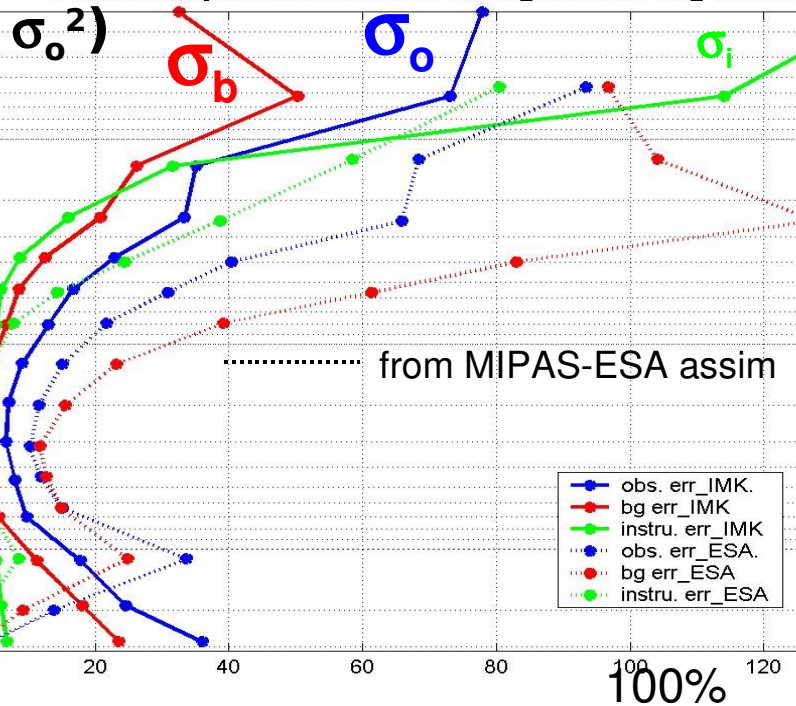 σo²)
σb
σo
σi
from MIPAS-ESA assim
obs. err_IMK.
bg err_IMK
instru. err_IMK
obs. err_ESA.
bg err_ESA
instru. err_ESA
20 40 60 80 100 120
100%